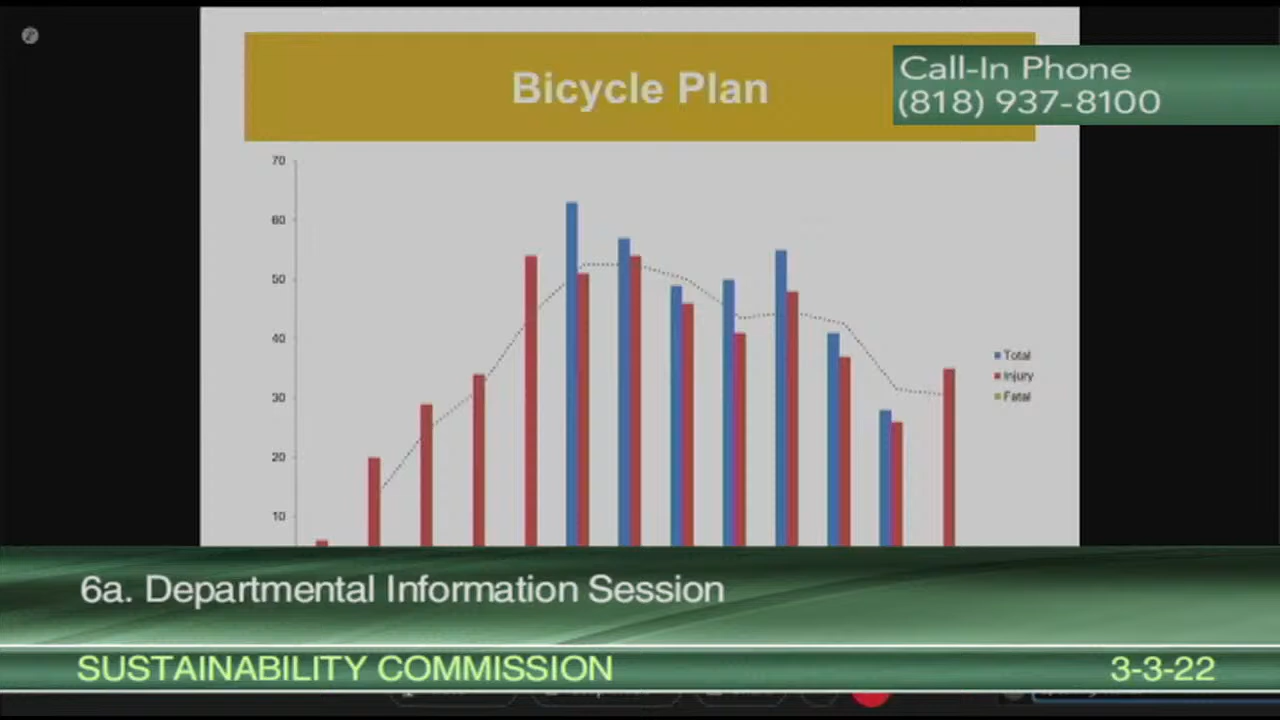 Bicycle Plan
Call-In Phone
(818) 937-8100
70
60
50
40
30
20
10
Total
Injury
Fatal
6a. Departmental Information Session
SUSTAINABILITY COMMISSION
3-3-22